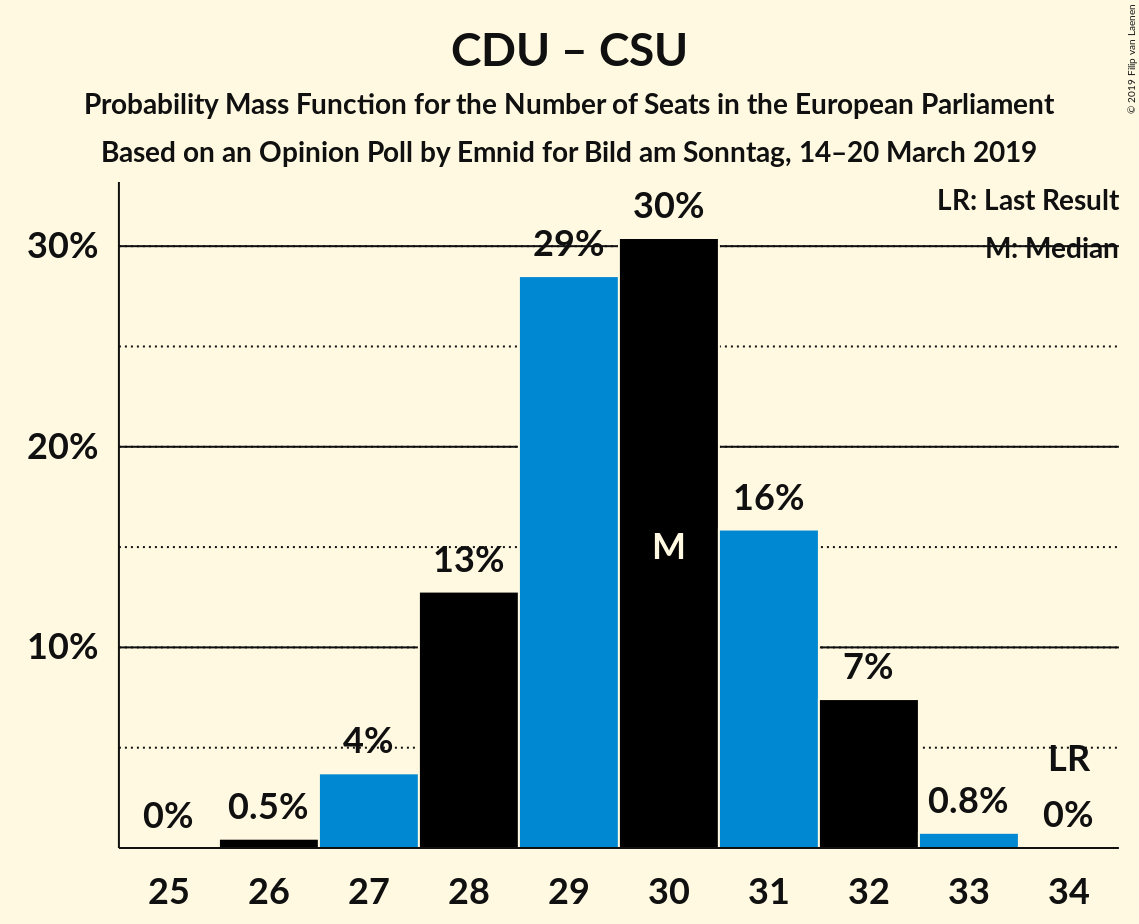 CDU – CSU
Probability Mass Function for the Number of Seats in the European Parliament
Based on an Opinion Poll by Emnid for Bild am Sonntag, 14–20 March 2019
© 2019 Filip van Laenen
LR: Last Result
M: Median
30%
20%
10%
0%
0.5%
4%
13%
29%
30%
16%
7%
0.8%
0%
LR
M
25 26 27 28 29 30 31 32 33 34